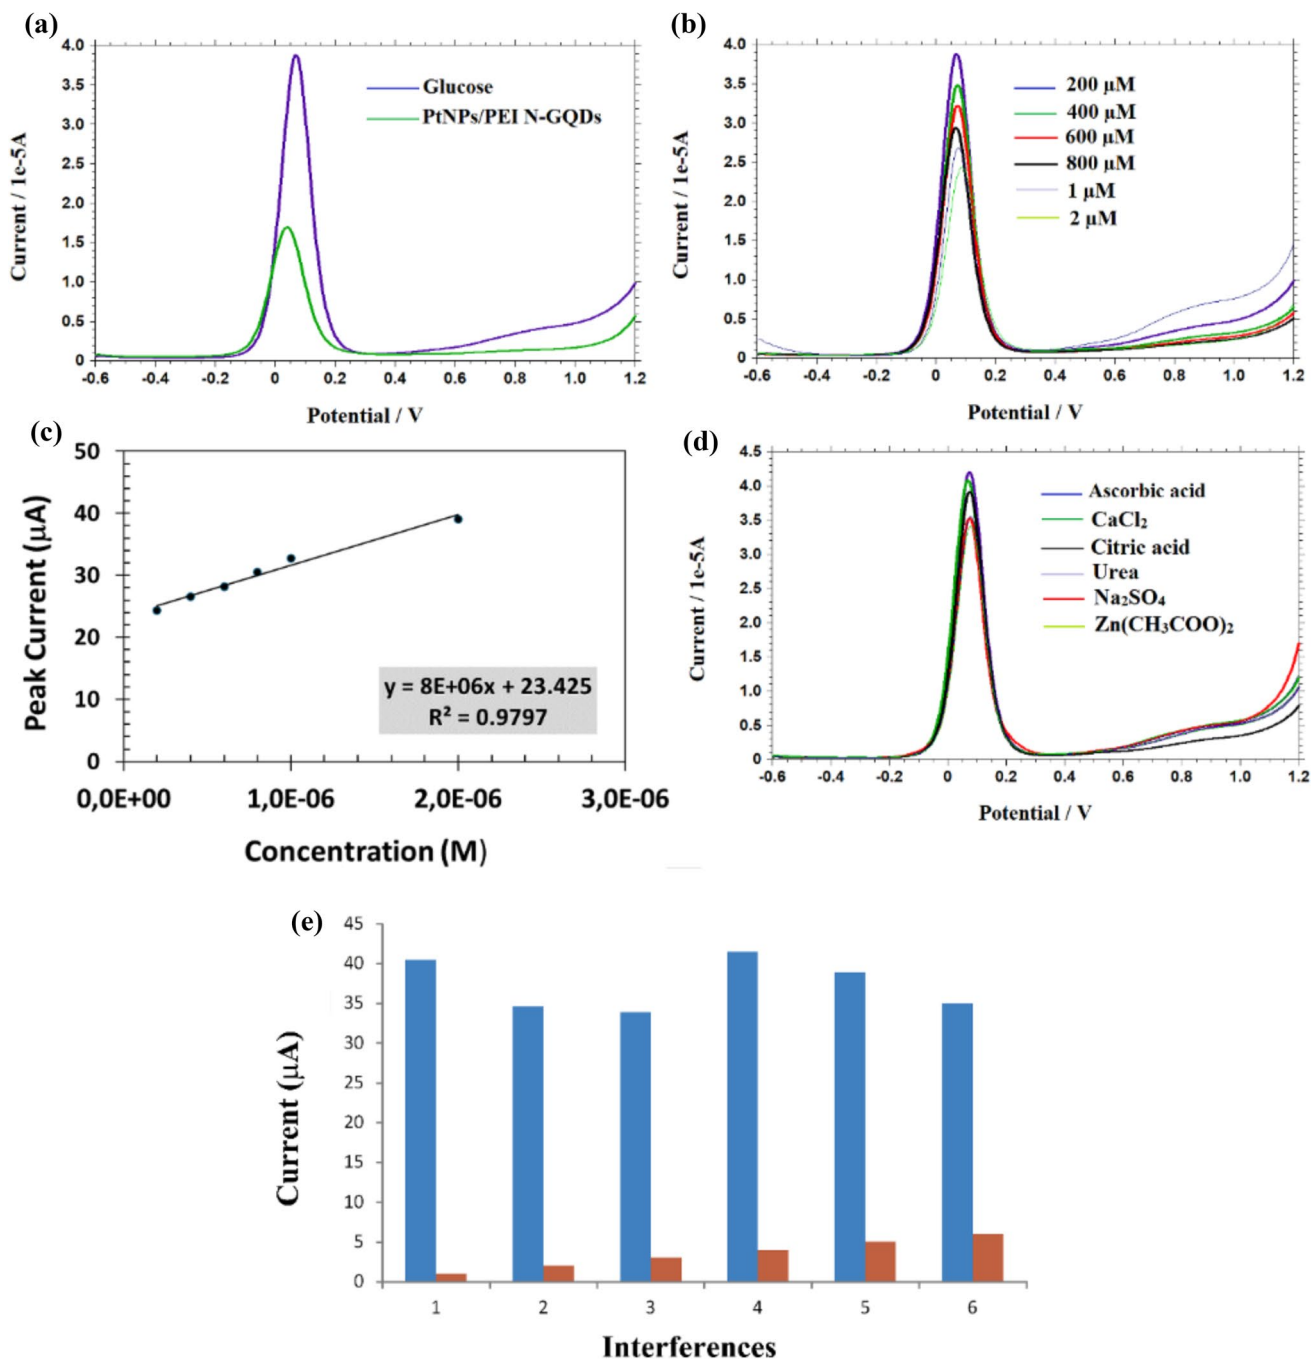 (a)
4.0
3.5
3.0
2.5
2.0
1.5
1.0
0.5
0
-0.6 -0.4 -0.2 0 0.2 0.4 0.6 0.8 1.0 1.2
Current / 1e-5A
Potential / V
Glucose
PtNPs/PEI N-GQDs
(b)
4.0
3.5
3.0
2.5
2.0
1.5
1.0
0.5
0
-0.6 -0.4 -0.2 0 0.2 0.4 0.6 0.8 1.0 1.2
Current / 1e-5A
Potential / V
200 µM
400 µM
600 µM
800 µM
1 µM
2 µM
(c)
50
40
30
20
10
0
0,0E+00 1,0E-06 2,0E-06 3,0E-06
Peak Current (µA)
Concentration (M)
y = 8E+06x + 23.425
R² = 0.9797
(d)
4.5
4.0
3.5
3.0
2.5
2.0
1.5
1.0
0.5
0
-0.6 -0.4 -0.2 0 0.2 0.4 0.6 0.8 1.0 1.2
Current / 1e-5A
Potential / V
Ascorbic acid
CaCl₂
Citric acid
Urea
Na₂SO₄
Zn(CH₃COO)₂
(e)
45
40
35
30
25
20
15
10
5
0
1 2 3 4 5 6
Current (µA)
Interferences